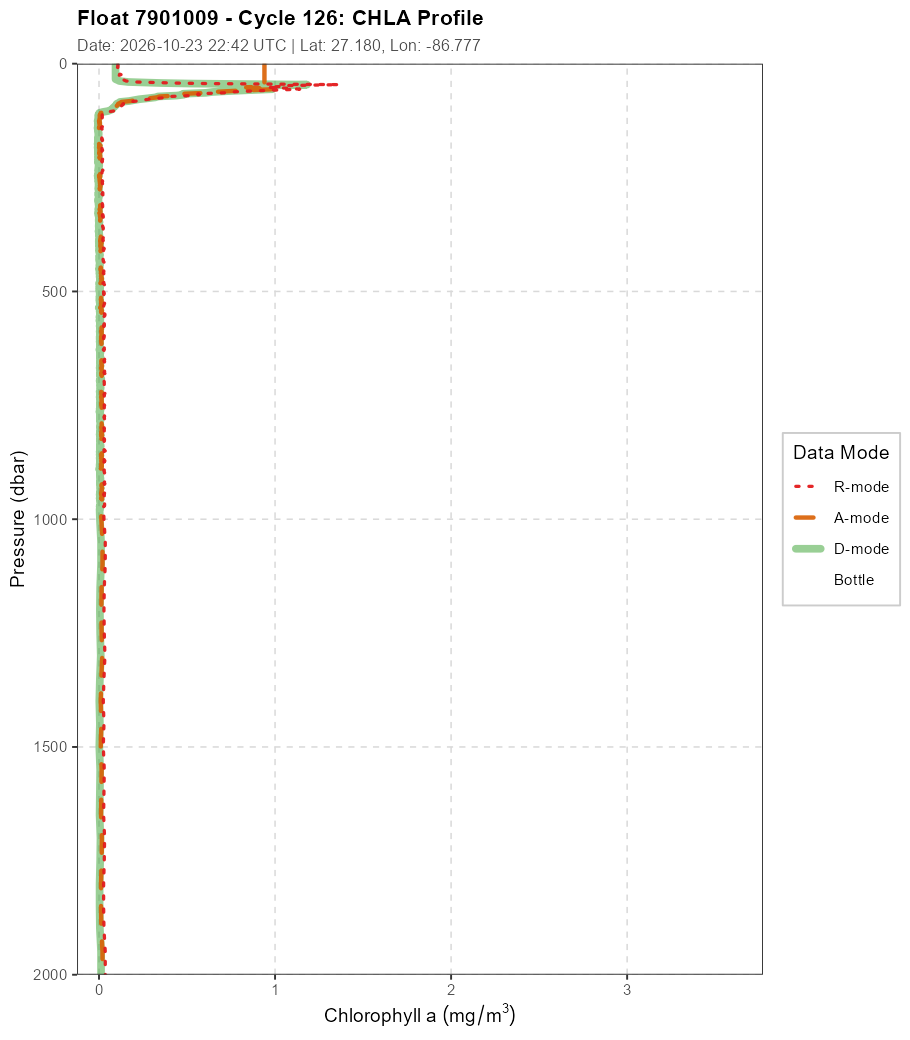 Float 7901009 - Cycle 126: CHLA Profile
Date: 2026-10-23 22:42 UTC | Lat: 27.180, Lon: -86.777
0
500
1000
1500
2000
Pressure (dbar)
0 1 2 3
Chlorophyll a (mg/m³)
Data Mode
R-mode
A-mode
D-mode
Bottle